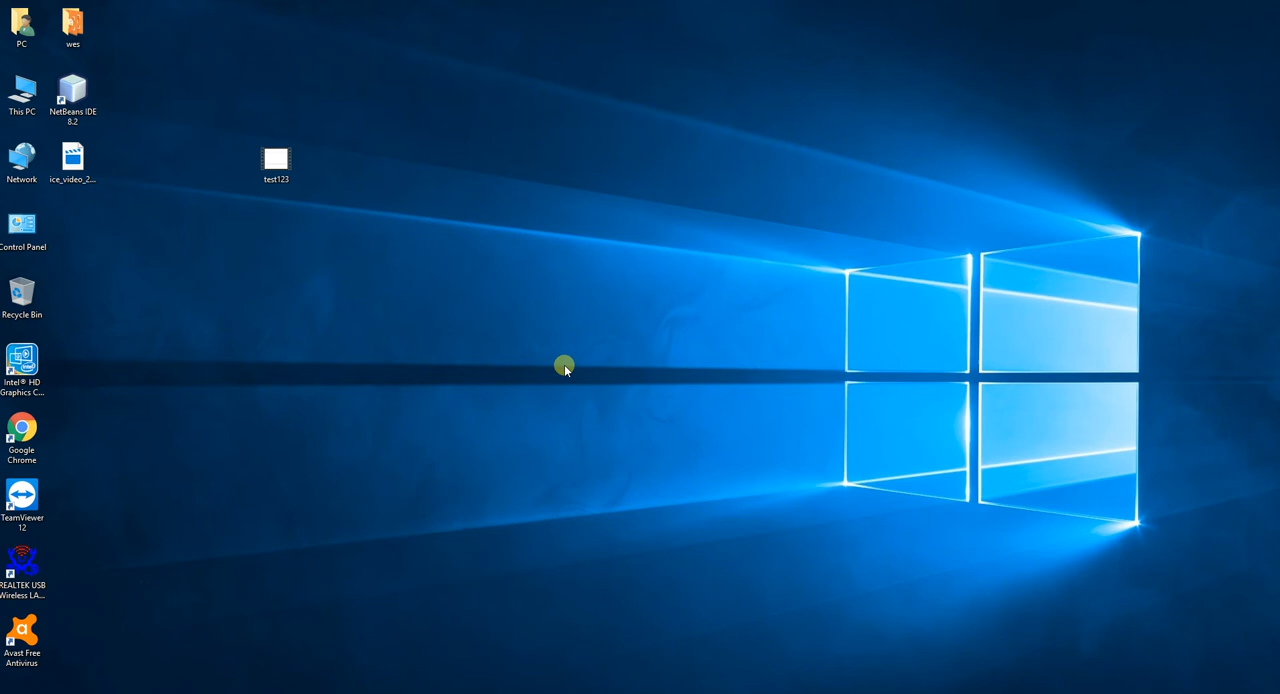 PC
wes
This PC
NetBeans IDE
8.2
Network
ice_video_2...
test123
Control Panel
Recycle Bin
Intel® HD
Graphics C...
Google
Chrome
TeamViewer
12
REALTEK USB
Wireless LA...
Avast Free
Antivirus